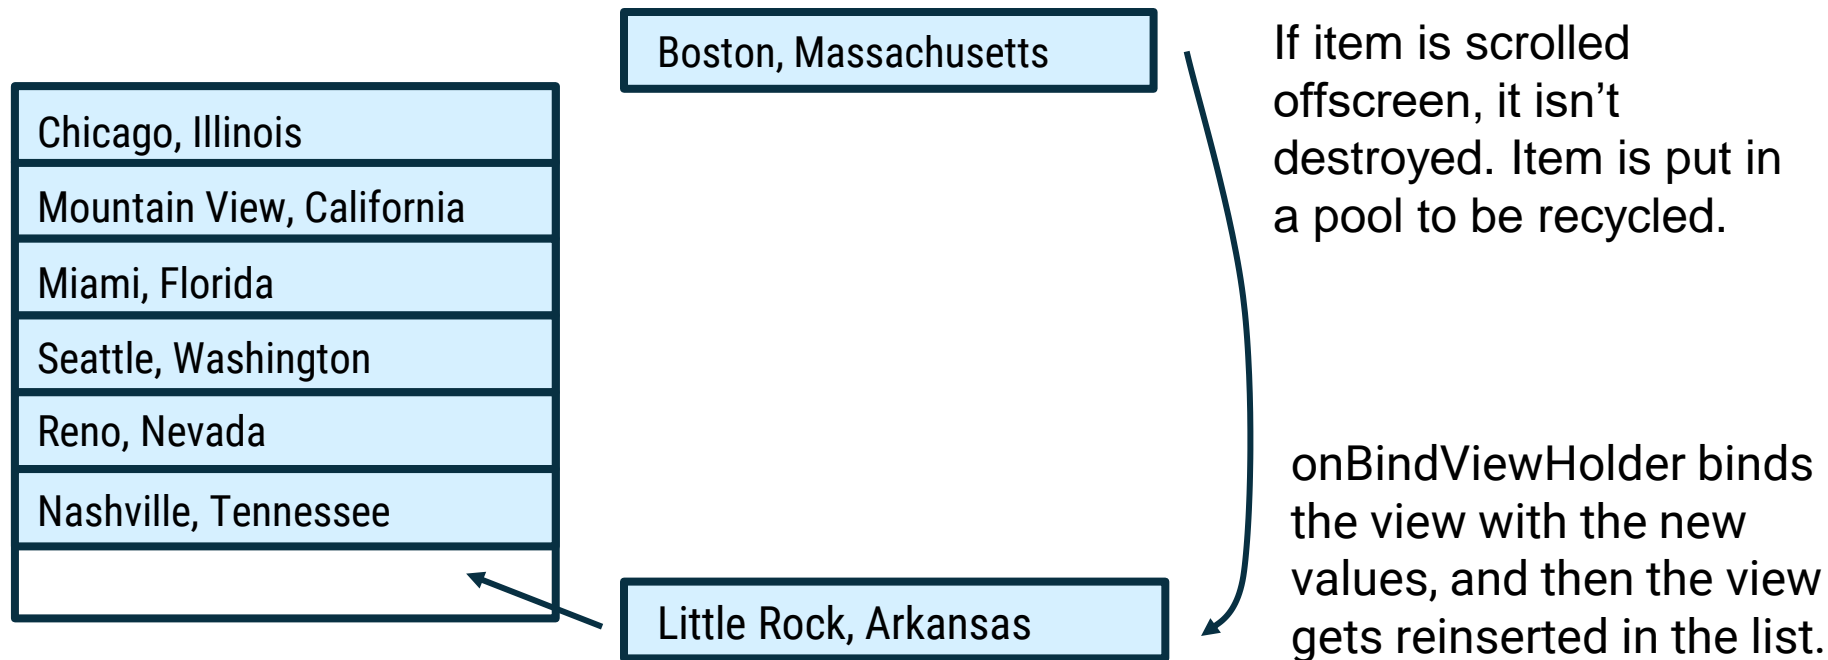 Boston, Massachusetts
If item is scrolled
offscreen, it isn’t
destroyed. Item is put in
a pool to be recycled.
Chicago, Illinois
Mountain View, California
Miami, Florida
Seattle, Washington
Reno, Nevada
Nashville, Tennessee
Little Rock, Arkansas
onBindViewHolder binds
the view with the new
values, and then the view
gets reinserted in the list.